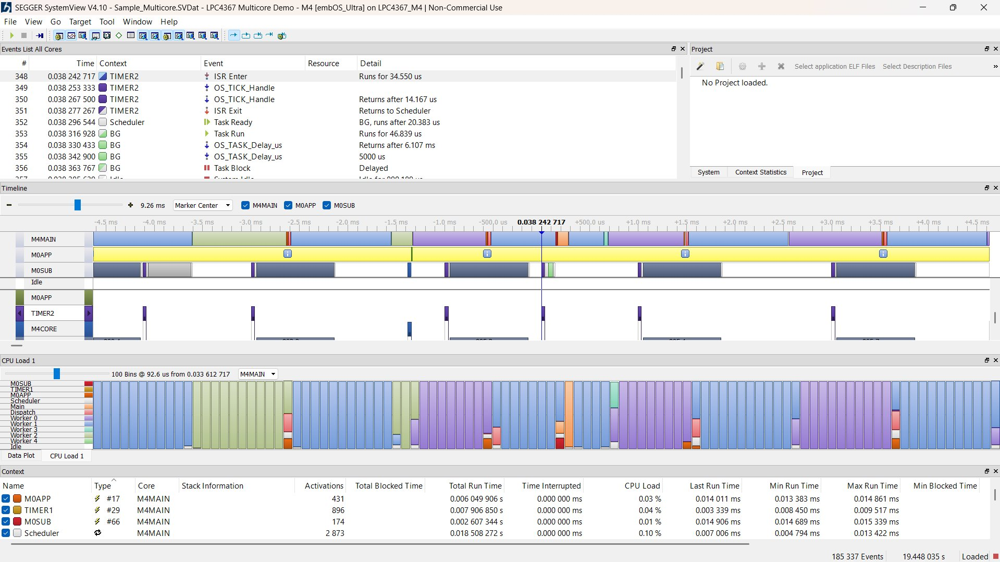 SEGGER SystemView V4.10 - Sample_Multicore.SVDat - LPC4367 Multicore Demo - M4 [embOS_Ultra] on LPC4367_M4 | Non-Commercial Use
File View Go Target Tool Window Help
Events List All Cores
# Time Context Event Resource Detail
348 0.038 242 717 TIMER2 ISR Enter Runs for 34.550 us
349 0.038 253 333 TIMER2 OS_TICK_Handle
350 0.038 267 500 TIMER2 OS_TICK_Handle Returns after 14.167 us
351 0.038 277 267 TIMER2 ISR Exit Returns to Scheduler
352 0.038 296 544 Scheduler Task Ready BG, runs after 20.383 us
353 0.038 316 928 BG Task Run Runs for 46.839 us
354 0.038 330 433 BG OS_TASK_Delay_us Returns after 6.107 ms
355 0.038 342 900 BG OS_TASK_Delay_us 5000 us
356 0.038 363 767 BG Task Block Delayed
Project
Select application ELF Files Select Description Files »
No Project loaded.
System Context Statistics Project
Timeline
9.26 ms Marker Center M4MAIN M0APP M0SUB
-4.5 ms -4.0 ms -3.5 ms -3.0 ms -2.5 ms -2.0 ms -1.5 ms -1.0 ms -500.0 us 0.038 242 717 +500.0 us +1.0 ms +1.5 ms +2.0 ms +2.5 ms +3.0 ms +3.5 ms +4.0 ms +4.5 ms
M4MAIN
M0APP
M0SUB
Idle
M0APP
TIMER2
M4CORE
CPU Load 1
100 Bins @ 92.6 us from 0.033 612 717 M4MAIN
M0SUB
TIMER1
M0APP
Scheduler
Main
Dispatch
Worker 0
Worker 1
Worker 3
Worker 2
Worker 4
Idle
Data Plot CPU Load 1
Context
Name Type Core Stack Information Activations Total Blocked Time Total Run Time Time Interrupted CPU Load Last Run Time Min Run Time Max Run Time Min Blocked Time
M0APP #17 M4MAIN 431 0.006 049 906 s 0.000 000 ms 0.03 % 0.014 011 ms 0.013 383 ms 0.014 861 ms
TIMER1 #29 M4MAIN 896 0.007 906 850 s 0.000 000 ms 0.04 % 0.003 339 ms 0.008 450 ms 0.009 517 ms
M0SUB #66 M4MAIN 174 0.002 607 344 s 0.000 000 ms 0.01 % 0.014 906 ms 0.014 689 ms 0.015 339 ms
Scheduler M4MAIN 2 873 0.018 508 272 s 0.000 000 ms 0.10 % 0.007 006 ms 0.004 794 ms 0.013 422 ms
185 337 Events 19.448 035 s Loaded